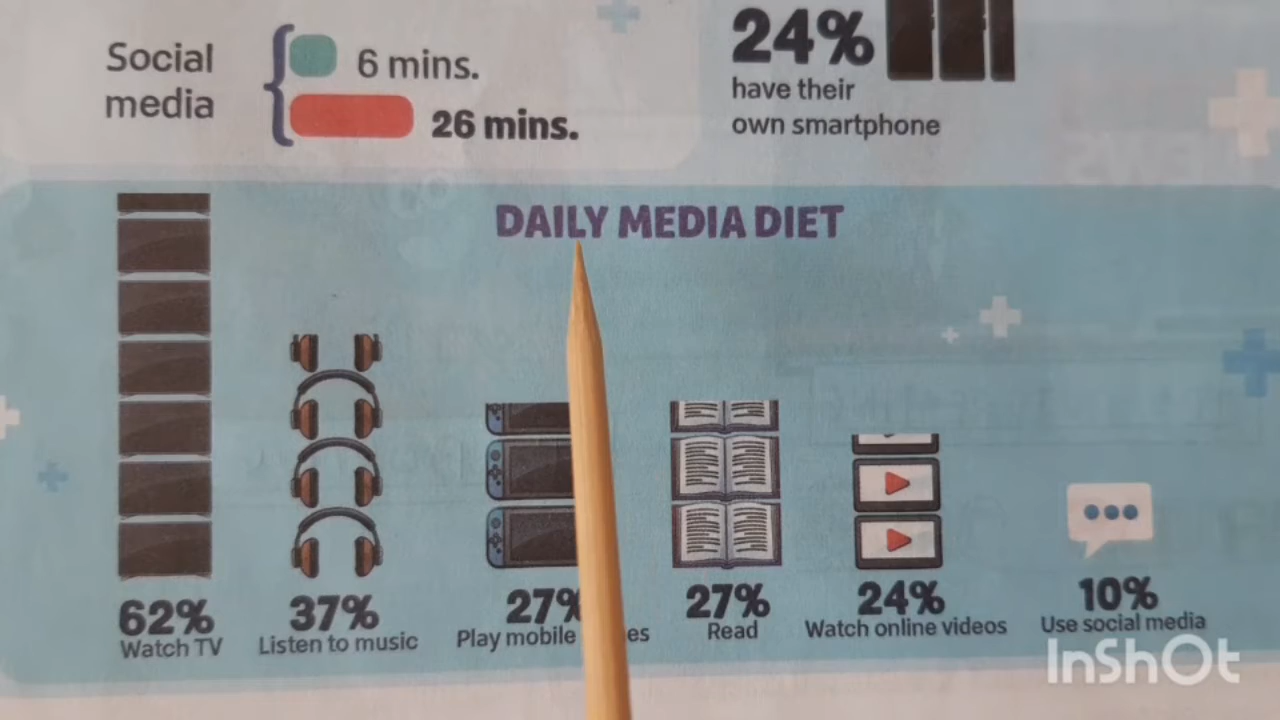 Social
media
6 mins.
26 mins.
24%
have their
own smartphone
DAILY MEDIA DIET
62%
Watch TV
37%
Listen to music
27%
Play mobile
27%
Read
24%
Watch online videos
10%
Use social media
InShOt